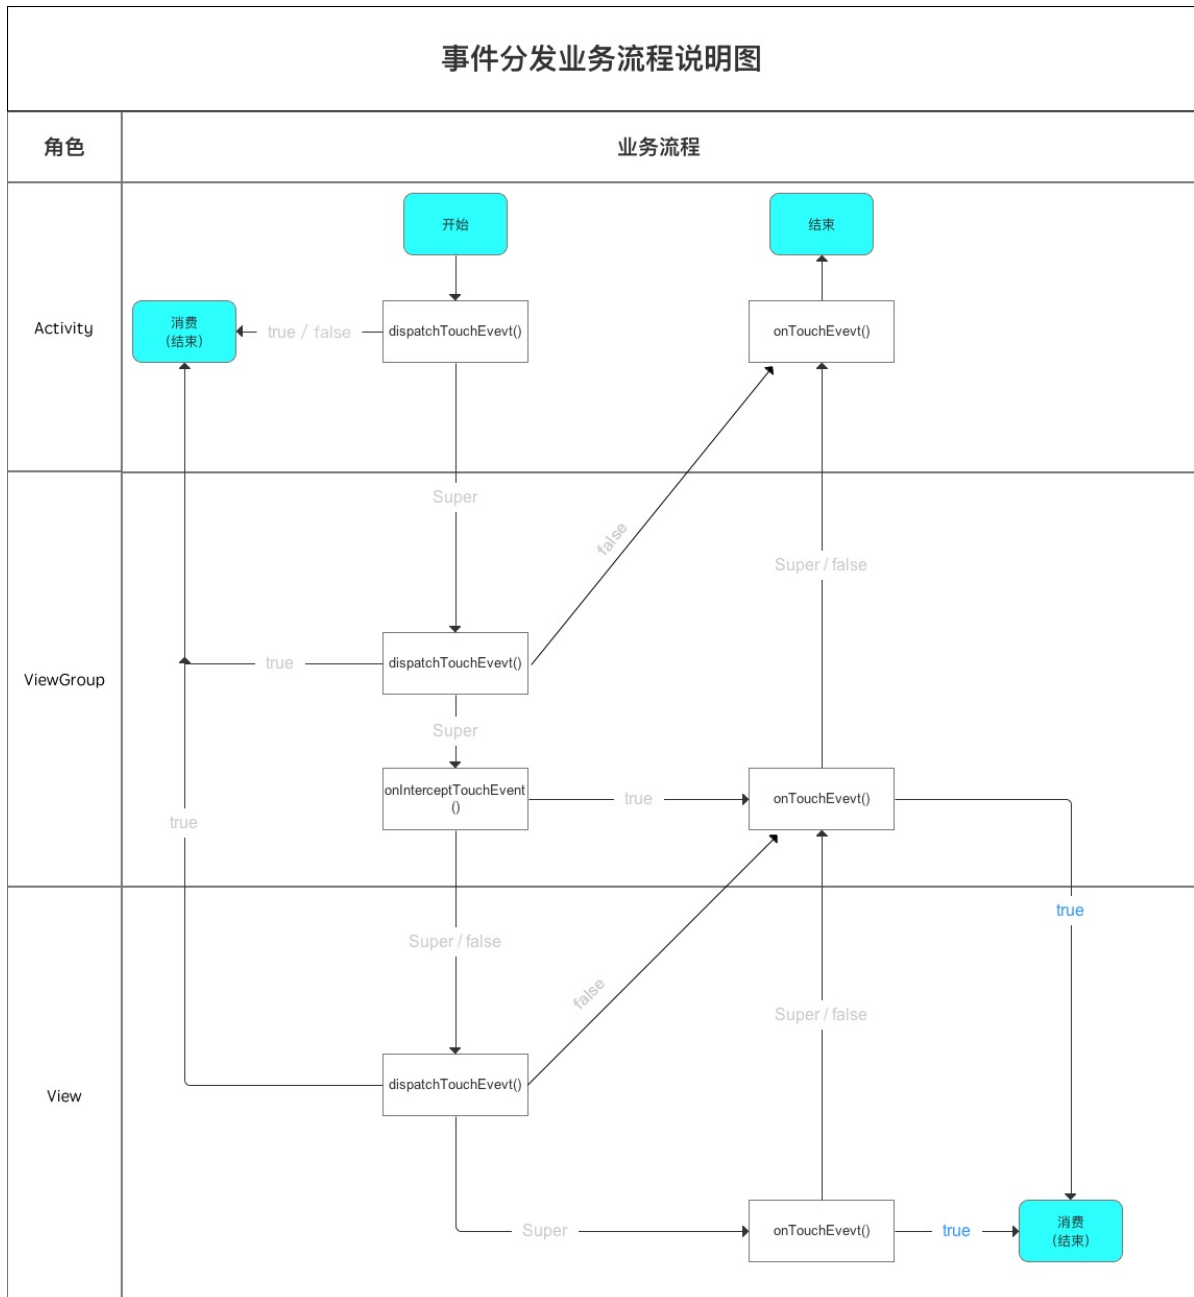 事件分发业务流程说明图
角色
业务流程
开始
结束
Activity
消费
(结束)
true / false
dispatchTouchEvevt()
onTouchEvevt()
Super
false
Super / false
ViewGroup
true
dispatchTouchEvevt()
Super
onInterceptTouchEvent
()
true
onTouchEvevt()
true
true
Super / false
false
Super / false
View
dispatchTouchEvevt()
Super
onTouchEvevt()
true
消费
(结束)